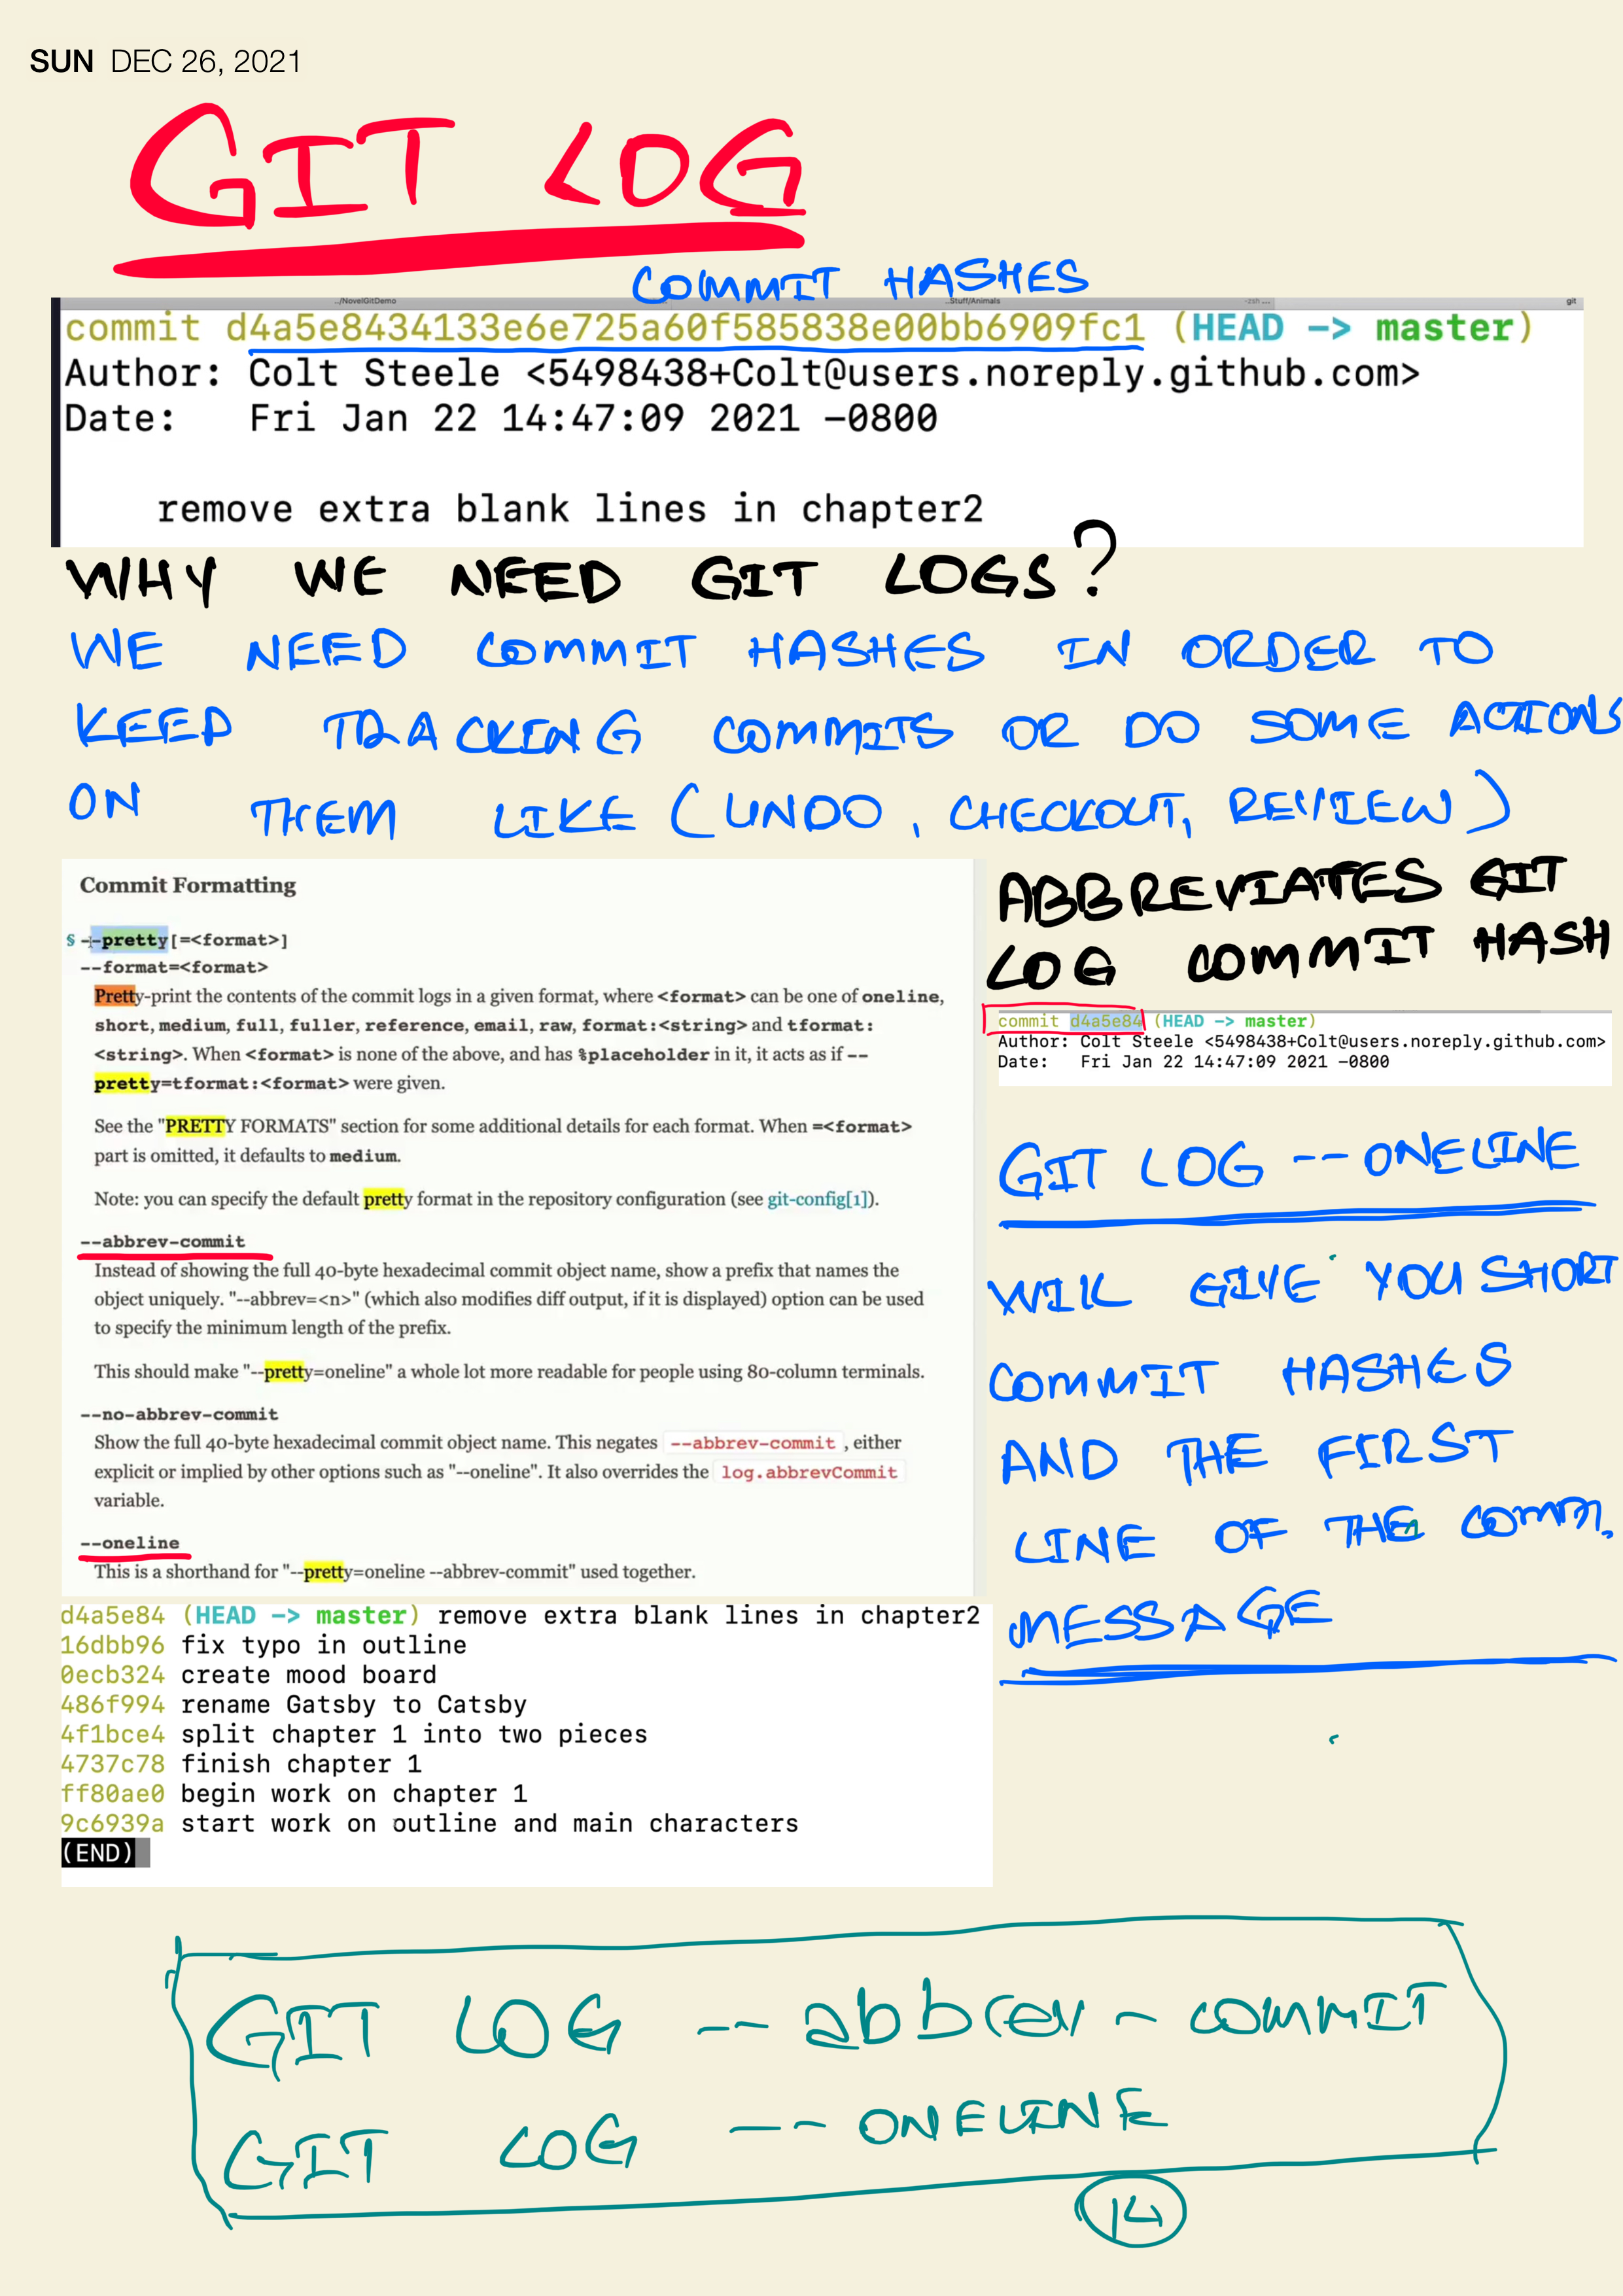 SUN DEC 26, 2021
GIT LOG
COMMIT HASHES
../NovelGitDemo ..Stuff/Animals -zsh ... git
commit d4a5e8434133e6e725a60f585838e00bb6909fc1 (HEAD -> master)
Author: Colt Steele <5498438+Colt@users.noreply.github.com>
Date: Fri Jan 22 14:47:09 2021 -0800
remove extra blank lines in chapter2
WHY WE NEED GIT LOGS?
WE NEED COMMIT HASHES IN ORDER TO
KEED TRACKING COMMITS OR DO SOME ACTIONS
ON THEM LIKE (UNDO, CHECKOUT, REVIEW)
Commit Formatting
§ --pretty[=<format>]
--format=<format>
Pretty-print the contents of the commit logs in a given format, where <format> can be one of oneline,
short, medium, full, fuller, reference, email, raw, format:<string> and tformat:
<string>. When <format> is none of the above, and has %placeholder in it, it acts as if --
pretty=tformat:<format> were given.
See the "PRETTY FORMATS" section for some additional details for each format. When =<format>
part is omitted, it defaults to medium.
Note: you can specify the default pretty format in the repository configuration (see git-config[1]).
--abbrev-commit
Instead of showing the full 40-byte hexadecimal commit object name, show a prefix that names the
object uniquely. "--abbrev=<n>" (which also modifies diff output, if it is displayed) option can be used
to specify the minimum length of the prefix.
This should make "--pretty=oneline" a whole lot more readable for people using 80-column terminals.
--no-abbrev-commit
Show the full 40-byte hexadecimal commit object name. This negates --abbrev-commit , either
explicit or implied by other options such as "--oneline". It also overrides the log.abbrevCommit
variable.
--oneline
This is a shorthand for "--pretty=oneline --abbrev-commit" used together.
ABBREVIATES GIT
LOG COMMIT HASH
commit d4a5e84 (HEAD -> master)
Author: Colt Steele <5498438+Colt@users.noreply.github.com>
Date: Fri Jan 22 14:47:09 2021 -0800
GIT LOG -- ONELINE
WILL GIVE YOU SHORT
COMMIT HASHES
AND THE FIRST
LINE OF THE COMM.
MESSAGE
d4a5e84 (HEAD -> master) remove extra blank lines in chapter2
16dbb96 fix typo in outline
0ecb324 create mood board
486f994 rename Gatsby to Catsby
4f1bce4 split chapter 1 into two pieces
4737c78 finish chapter 1
ff80ae0 begin work on chapter 1
9c6939a start work on outline and main characters
(END)
GIT LOG -- abbrev - COMMIT
GIT LOG -- ONELINE
14